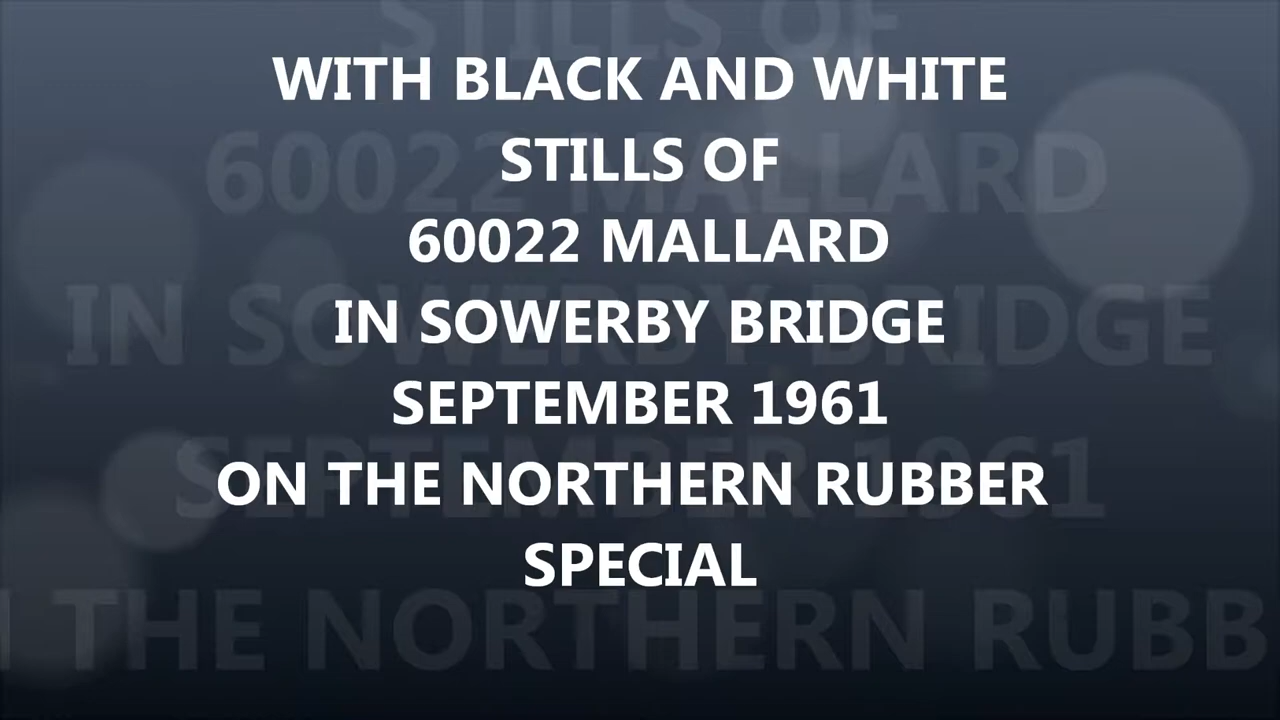 WITH BLACK AND WHITE
STILLS OF
60022 MALLARD
IN SOWERBY BRIDGE
SEPTEMBER 1961
ON THE NORTHERN RUBBER
SPECIAL